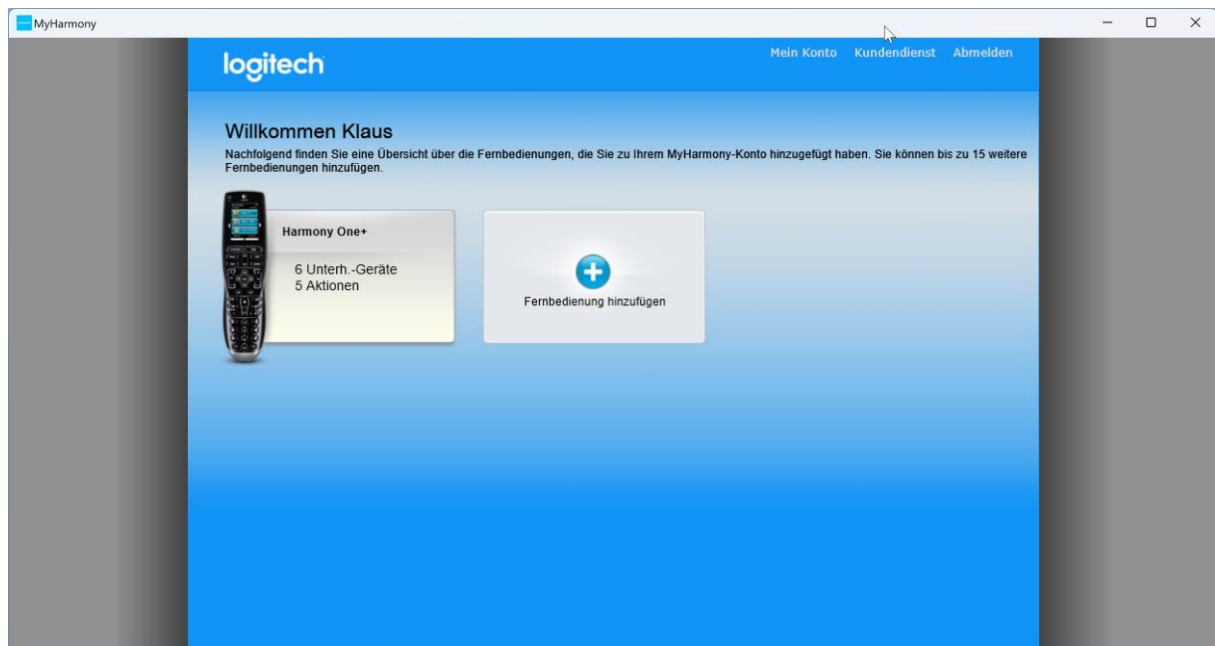 MyHarmony
logitech
Mein Konto Kundendienst Abmelden
Willkommen Klaus
Nachfolgend finden Sie eine Übersicht über die Fernbedienungen, die Sie zu Ihrem MyHarmony-Konto hinzugefügt haben. Sie können bis zu 15 weitere
Fernbedienungen hinzufügen.
Harmony One+
6 Unterh.-Geräte
5 Aktionen
Fernbedienung hinzufügen